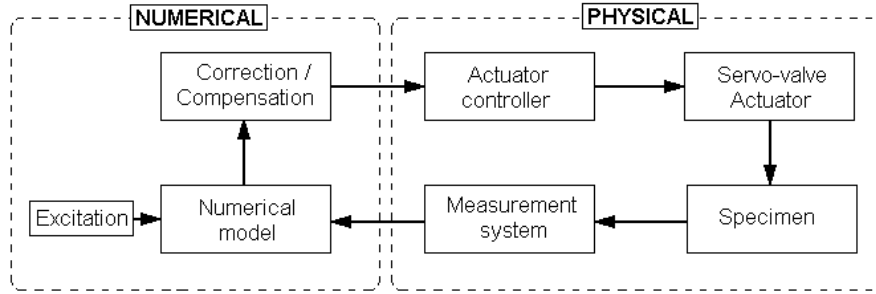 NUMERICAL
PHYSICAL
Correction /
Compensation
Actuator
controller
Servo-valve
Actuator
Excitation
Numerical
model
Measurement
system
Specimen